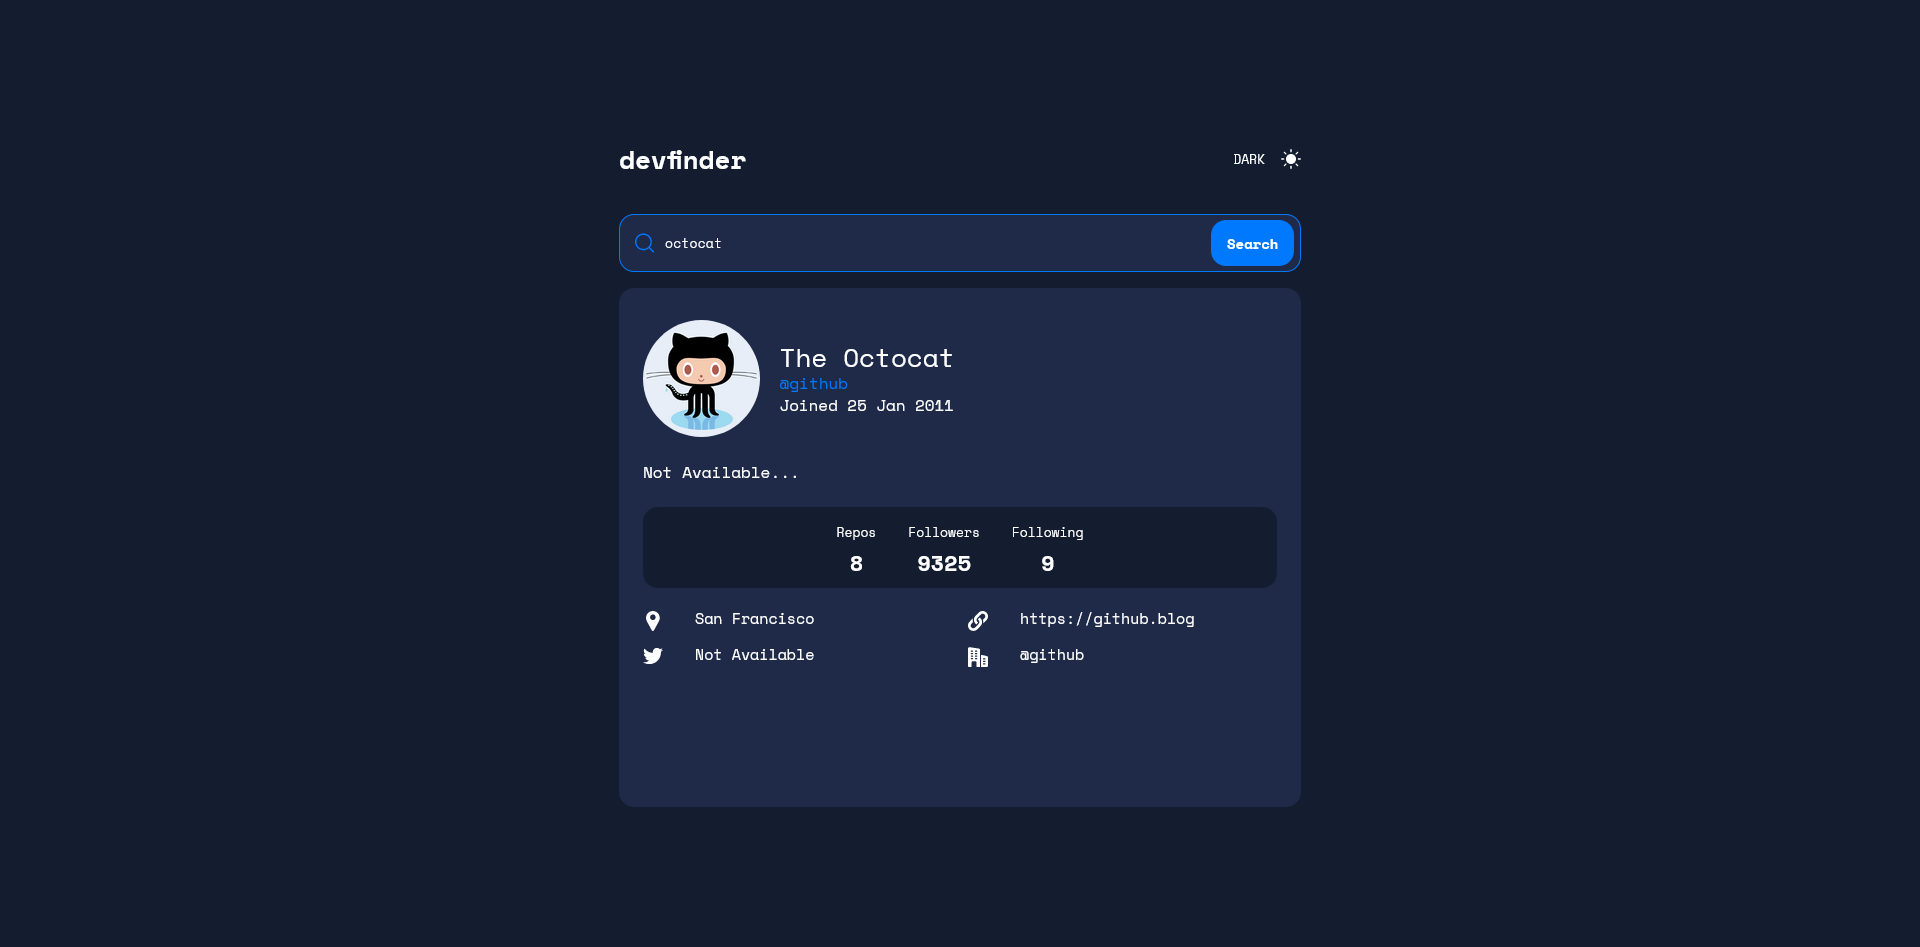 devfinder
DARK
octocat
Search
The Octocat
@github
Joined 25 Jan 2011
Not Available...
Repos Followers Following
8 9325 9
San Francisco
https://github.blog
Not Available
@github